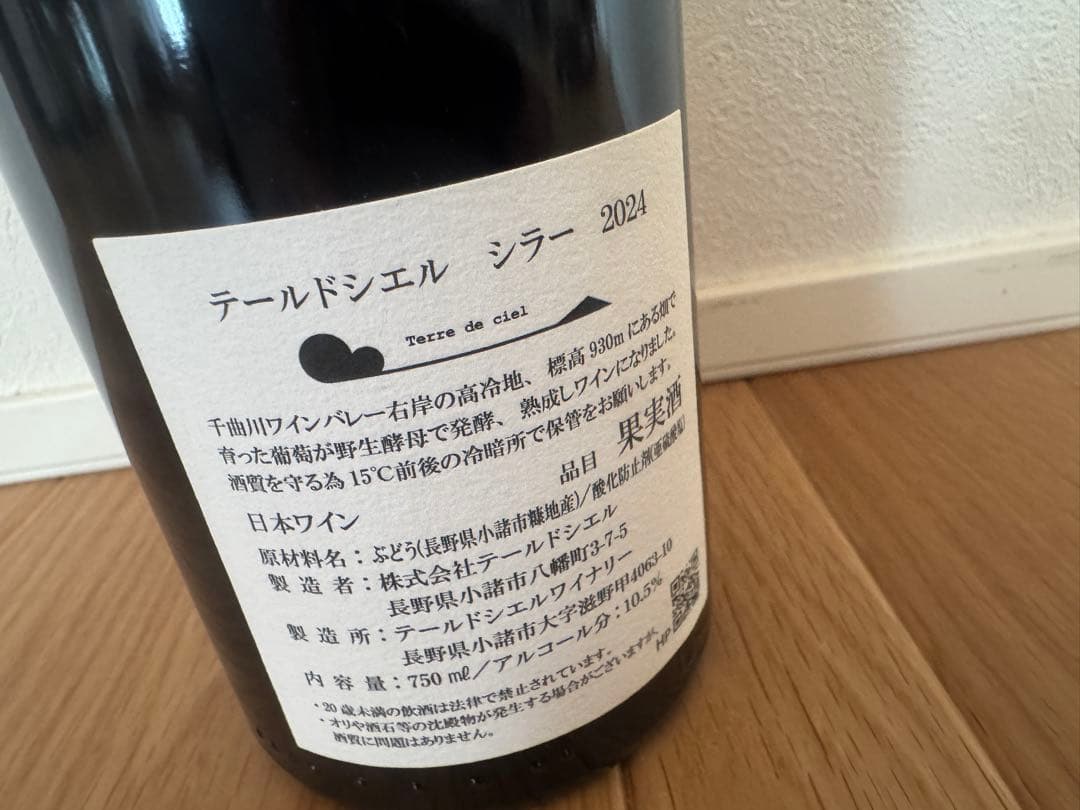 テールドシエル　シラー　2024
Terre de ciel
千曲川ワインバレー右岸の高冷地、標高930mにある畑で
育った葡萄が野生酵母で発酵、熟成しワインになりました。
酒質を守る為15℃前後の冷暗所で保管をお願いします。
品目　果実酒
日本ワイン
原材料名：ぶどう(長野県小諸市糠地産)／酸化防止剤(亜硫酸塩)
製造者：株式会社テールドシエル
長野県小諸市八幡町3-7-5
製造所：テールドシエルワイナリー
長野県小諸市大字滋野甲4063-10
内容量：750㎖／アルコール分：10.5%
HP
・20歳未満の飲酒は法律で禁止されています。
・オリや酒石等の沈殿物が発生する場合がございますが、
酒質に問題はありません。